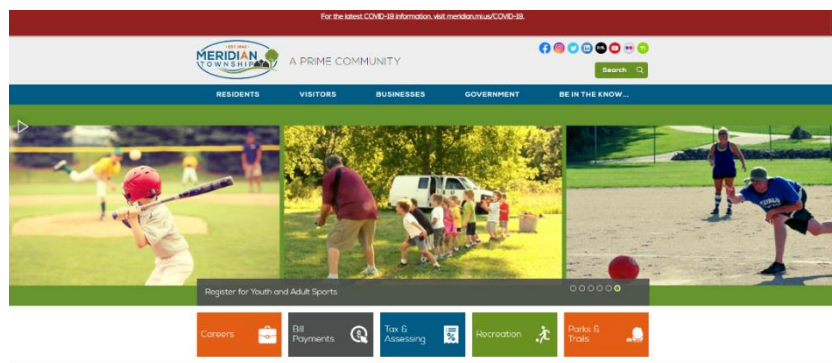 For the latest COVID-19 information, visit meridian.mi.us/COVID-19.
EST 1842
MERIDIAN
TOWNSHIP
A PRIME COMMUNITY
Search
RESIDENTS VISITORS BUSINESSES GOVERNMENT BE IN THE KNOW...
Register for Youth and Adult Sports
Careers
Bill
Payments
Tax &
Assessing
Recreation
Parks &
Trails